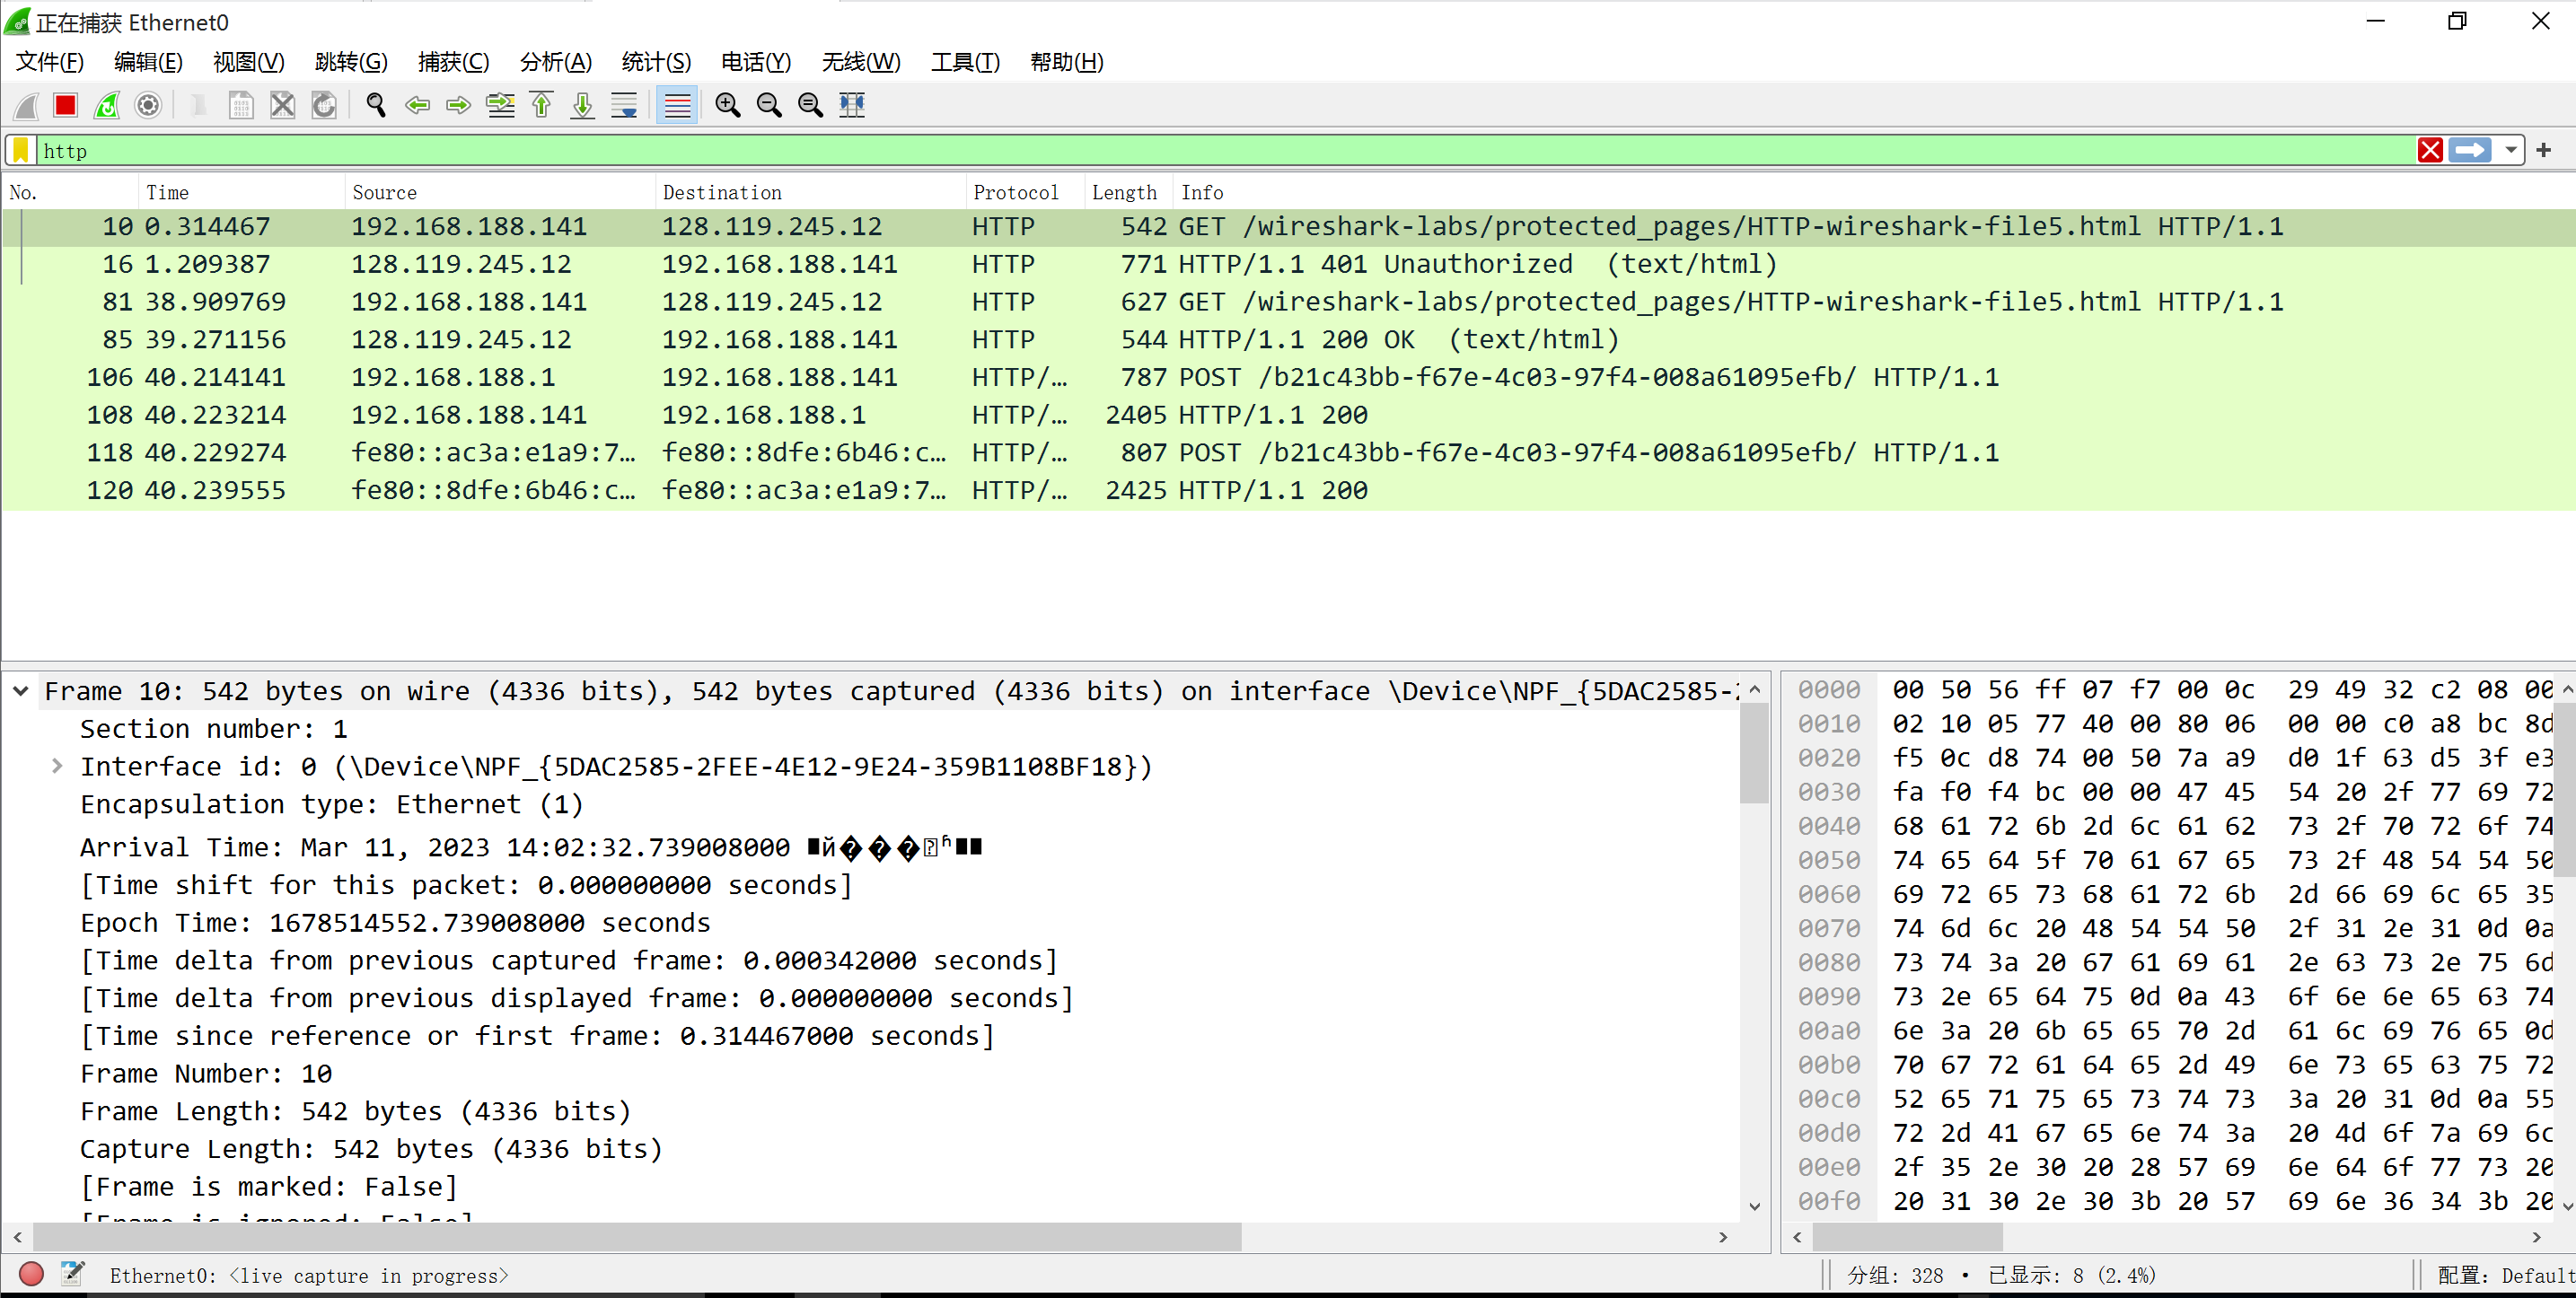 正在捕获 Ethernet0
文件(F) 编辑(E) 视图(V) 跳转(G) 捕获(C) 分析(A) 统计(S) 电话(Y) 无线(W) 工具(T) 帮助(H)
http
No. Time Source Destination Protocol Length Info
10 0.314467 192.168.188.141 128.119.245.12 HTTP 542 GET /wireshark-labs/protected_pages/HTTP-wireshark-file5.html HTTP/1.1
16 1.209387 128.119.245.12 192.168.188.141 HTTP 771 HTTP/1.1 401 Unauthorized (text/html)
81 38.909769 192.168.188.141 128.119.245.12 HTTP 627 GET /wireshark-labs/protected_pages/HTTP-wireshark-file5.html HTTP/1.1
85 39.271156 128.119.245.12 192.168.188.141 HTTP 544 HTTP/1.1 200 OK (text/html)
106 40.214141 192.168.188.1 192.168.188.141 HTTP/… 787 POST /b21c43bb-f67e-4c03-97f4-008a61095efb/ HTTP/1.1
108 40.223214 192.168.188.141 192.168.188.1 HTTP/… 2405 HTTP/1.1 200
118 40.229274 fe80::ac3a:e1a9:7… fe80::8dfe:6b46:c… HTTP/… 807 POST /b21c43bb-f67e-4c03-97f4-008a61095efb/ HTTP/1.1
120 40.239555 fe80::8dfe:6b46:c… fe80::ac3a:e1a9:7… HTTP/… 2425 HTTP/1.1 200
Frame 10: 542 bytes on wire (4336 bits), 542 bytes captured (4336 bits) on interface \Device\NPF_{5DAC2585-
Section number: 1
Interface id: 0 (\Device\NPF_{5DAC2585-2FEE-4E12-9E24-359B1108BF18})
Encapsulation type: Ethernet (1)
Arrival Time: Mar 11, 2023 14:02:32.739008000
[Time shift for this packet: 0.000000000 seconds]
Epoch Time: 1678514552.739008000 seconds
[Time delta from previous captured frame: 0.000342000 seconds]
[Time delta from previous displayed frame: 0.000000000 seconds]
[Time since reference or first frame: 0.314467000 seconds]
Frame Number: 10
Frame Length: 542 bytes (4336 bits)
Capture Length: 542 bytes (4336 bits)
[Frame is marked: False]
[Frame is ignored: False]
0000 00 50 56 ff 07 f7 00 0c 29 49 32 c2 08 00
0010 02 10 05 77 40 00 80 06 00 00 c0 a8 bc 8d
0020 f5 0c d8 74 00 50 7a a9 d0 1f 63 d5 3f e3
0030 fa f0 f4 bc 00 00 47 45 54 20 2f 77 69 72
0040 68 61 72 6b 2d 6c 61 62 73 2f 70 72 6f 74
0050 74 65 64 5f 70 61 67 65 73 2f 48 54 54 50
0060 69 72 65 73 68 61 72 6b 2d 66 69 6c 65 35
0070 74 6d 6c 20 48 54 54 50 2f 31 2e 31 0d 0a
0080 73 74 3a 20 67 61 69 61 2e 63 73 2e 75 6d
0090 73 2e 65 64 75 0d 0a 43 6f 6e 6e 65 63 74
00a0 6e 3a 20 6b 65 65 70 2d 61 6c 69 76 65 0d
00b0 70 67 72 61 64 65 2d 49 6e 73 65 63 75 72
00c0 52 65 71 75 65 73 74 73 3a 20 31 0d 0a 55
00d0 72 2d 41 67 65 6e 74 3a 20 4d 6f 7a 69 6c
00e0 2f 35 2e 30 20 28 57 69 6e 64 6f 77 73 20
00f0 20 31 30 2e 30 3b 20 57 69 6e 36 34 3b 20
Ethernet0: <live capture in progress> 分组: 328 · 已显示: 8 (2.4%) 配置: Default